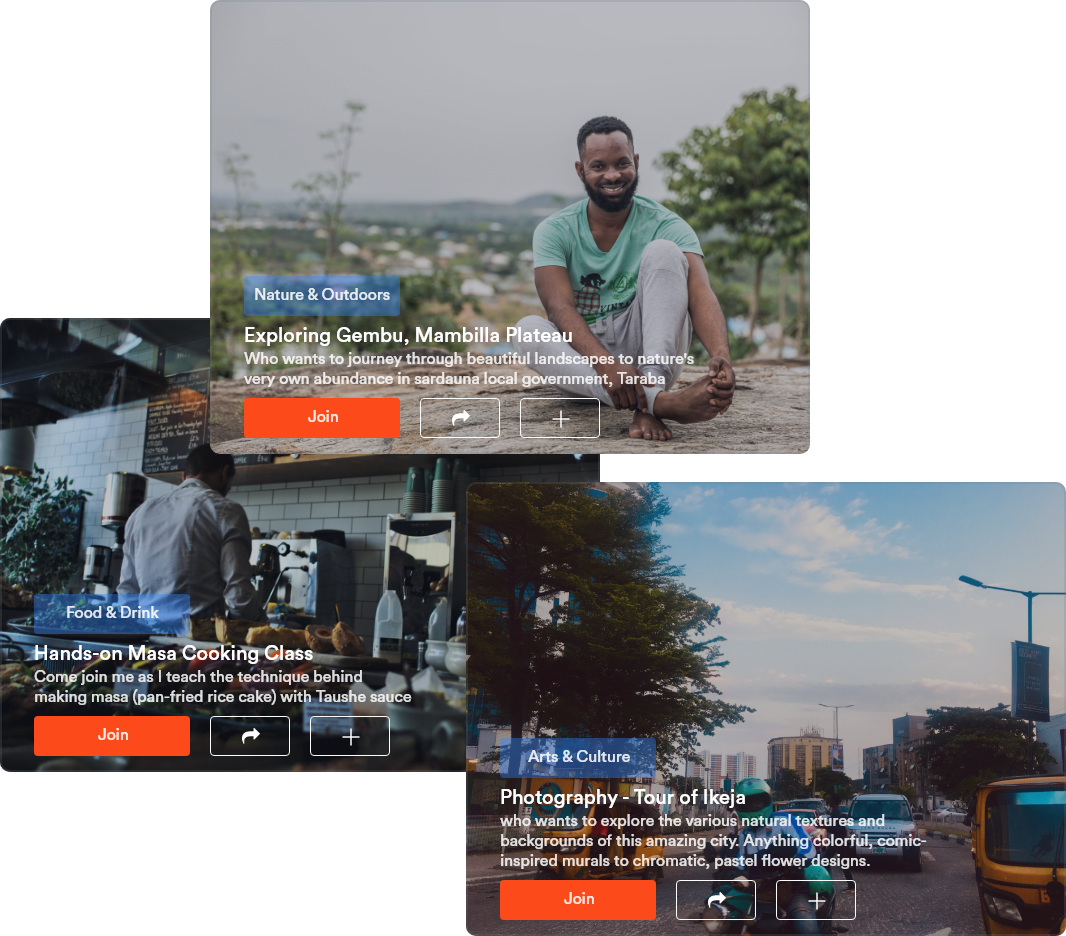 Nature & Outdoors
Exploring Gembu, Mambilla Plateau
Who wants to journey through beautiful landscapes to nature's
very own abundance in sardauna local government, Taraba
Join
Food & Drink
Hands-on Masa Cooking Class
Come join me as I teach the technique behind
making masa (pan-fried rice cake) with Taushe sauce
Join
Arts & Culture
Photography - Tour of Ikeja
who wants to explore the various natural textures and
backgrounds of this amazing city. Anything colorful, comic-
inspired murals to chromatic, pastel flower designs.
Join